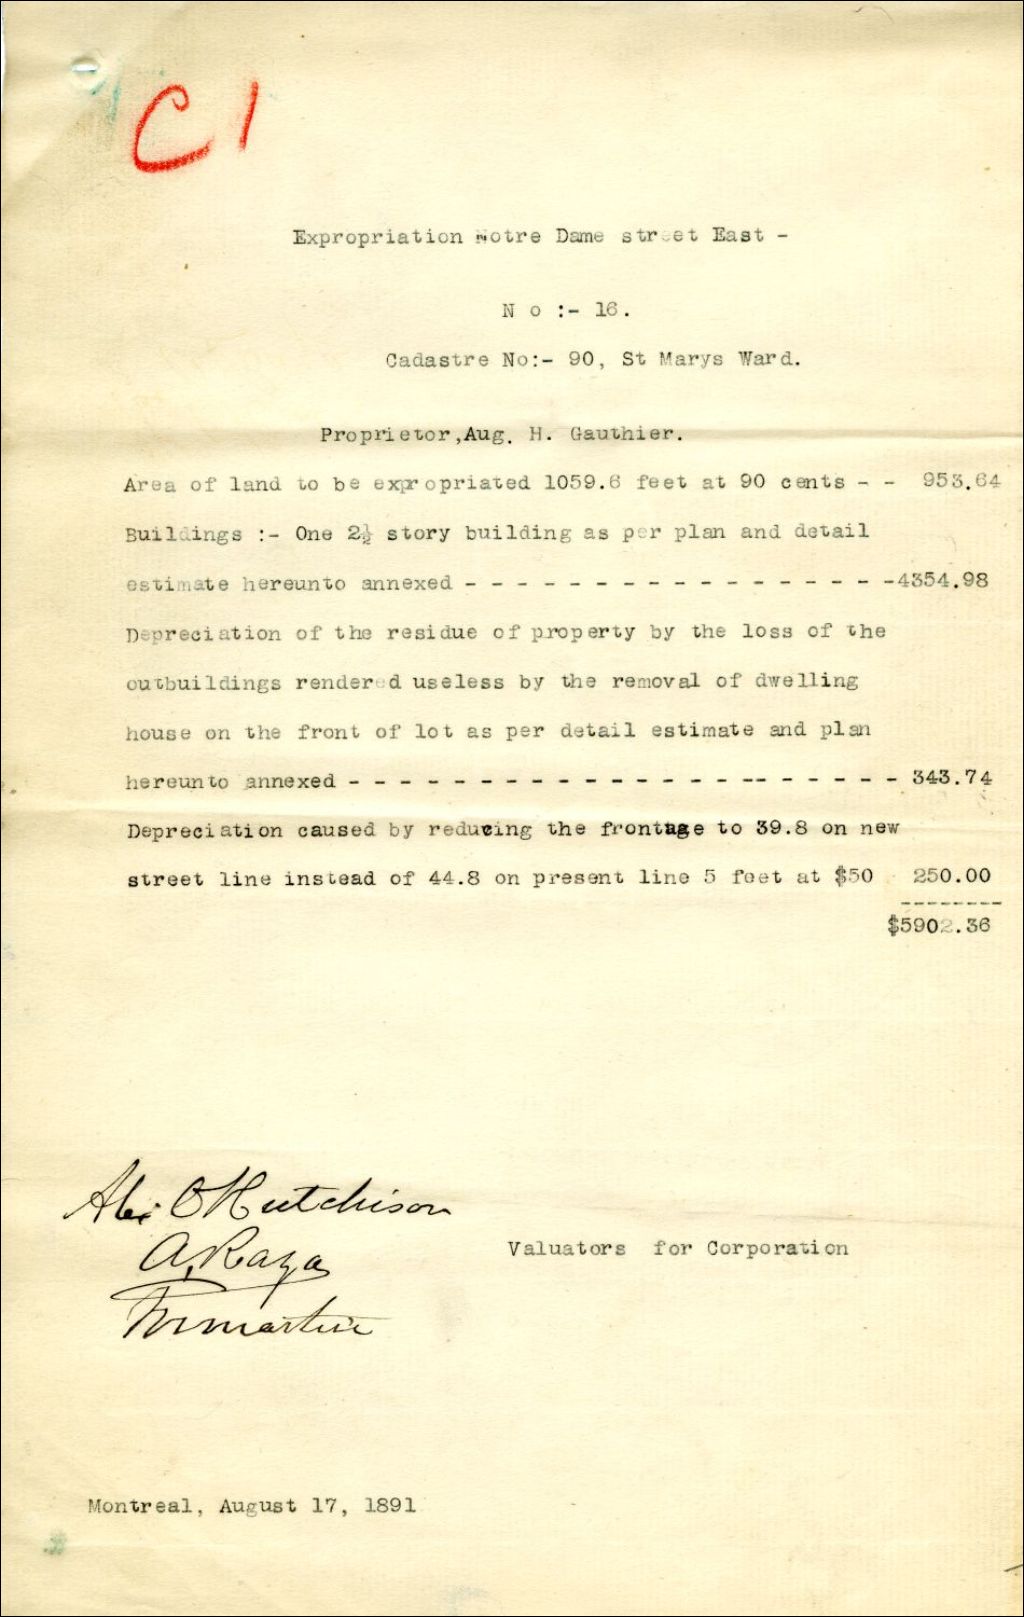 C 1
Expropriation Notre Dame street East -
N o :- 16.
Cadastre No:- 90, St Marys Ward.
Proprietor,Aug. H. Gauthier.
Area of land to be expropriated 1059.6 feet at 90 cents - - 953.64
Buildings :- One 2½ story building as per plan and detail
estimate hereunto annexed - - - - - - - - - - - - - - - - - -4354.98
Depreciation of the residue of property by the loss of the
outbuildings rendered useless by the removal of dwelling
house on the front of lot as per detail estimate and plan
hereunto annexed - - - - - - - - - - - - - - - - -- - - - - - 343.74
Depreciation caused by reducing the frontage to 39.8 on new
street line instead of 44.8 on present line 5 feet at $50 250.00
--------
$5902.36
Alex C Hutchison
A. Raza
Valuators for Corporation
Montreal, August 17, 1891